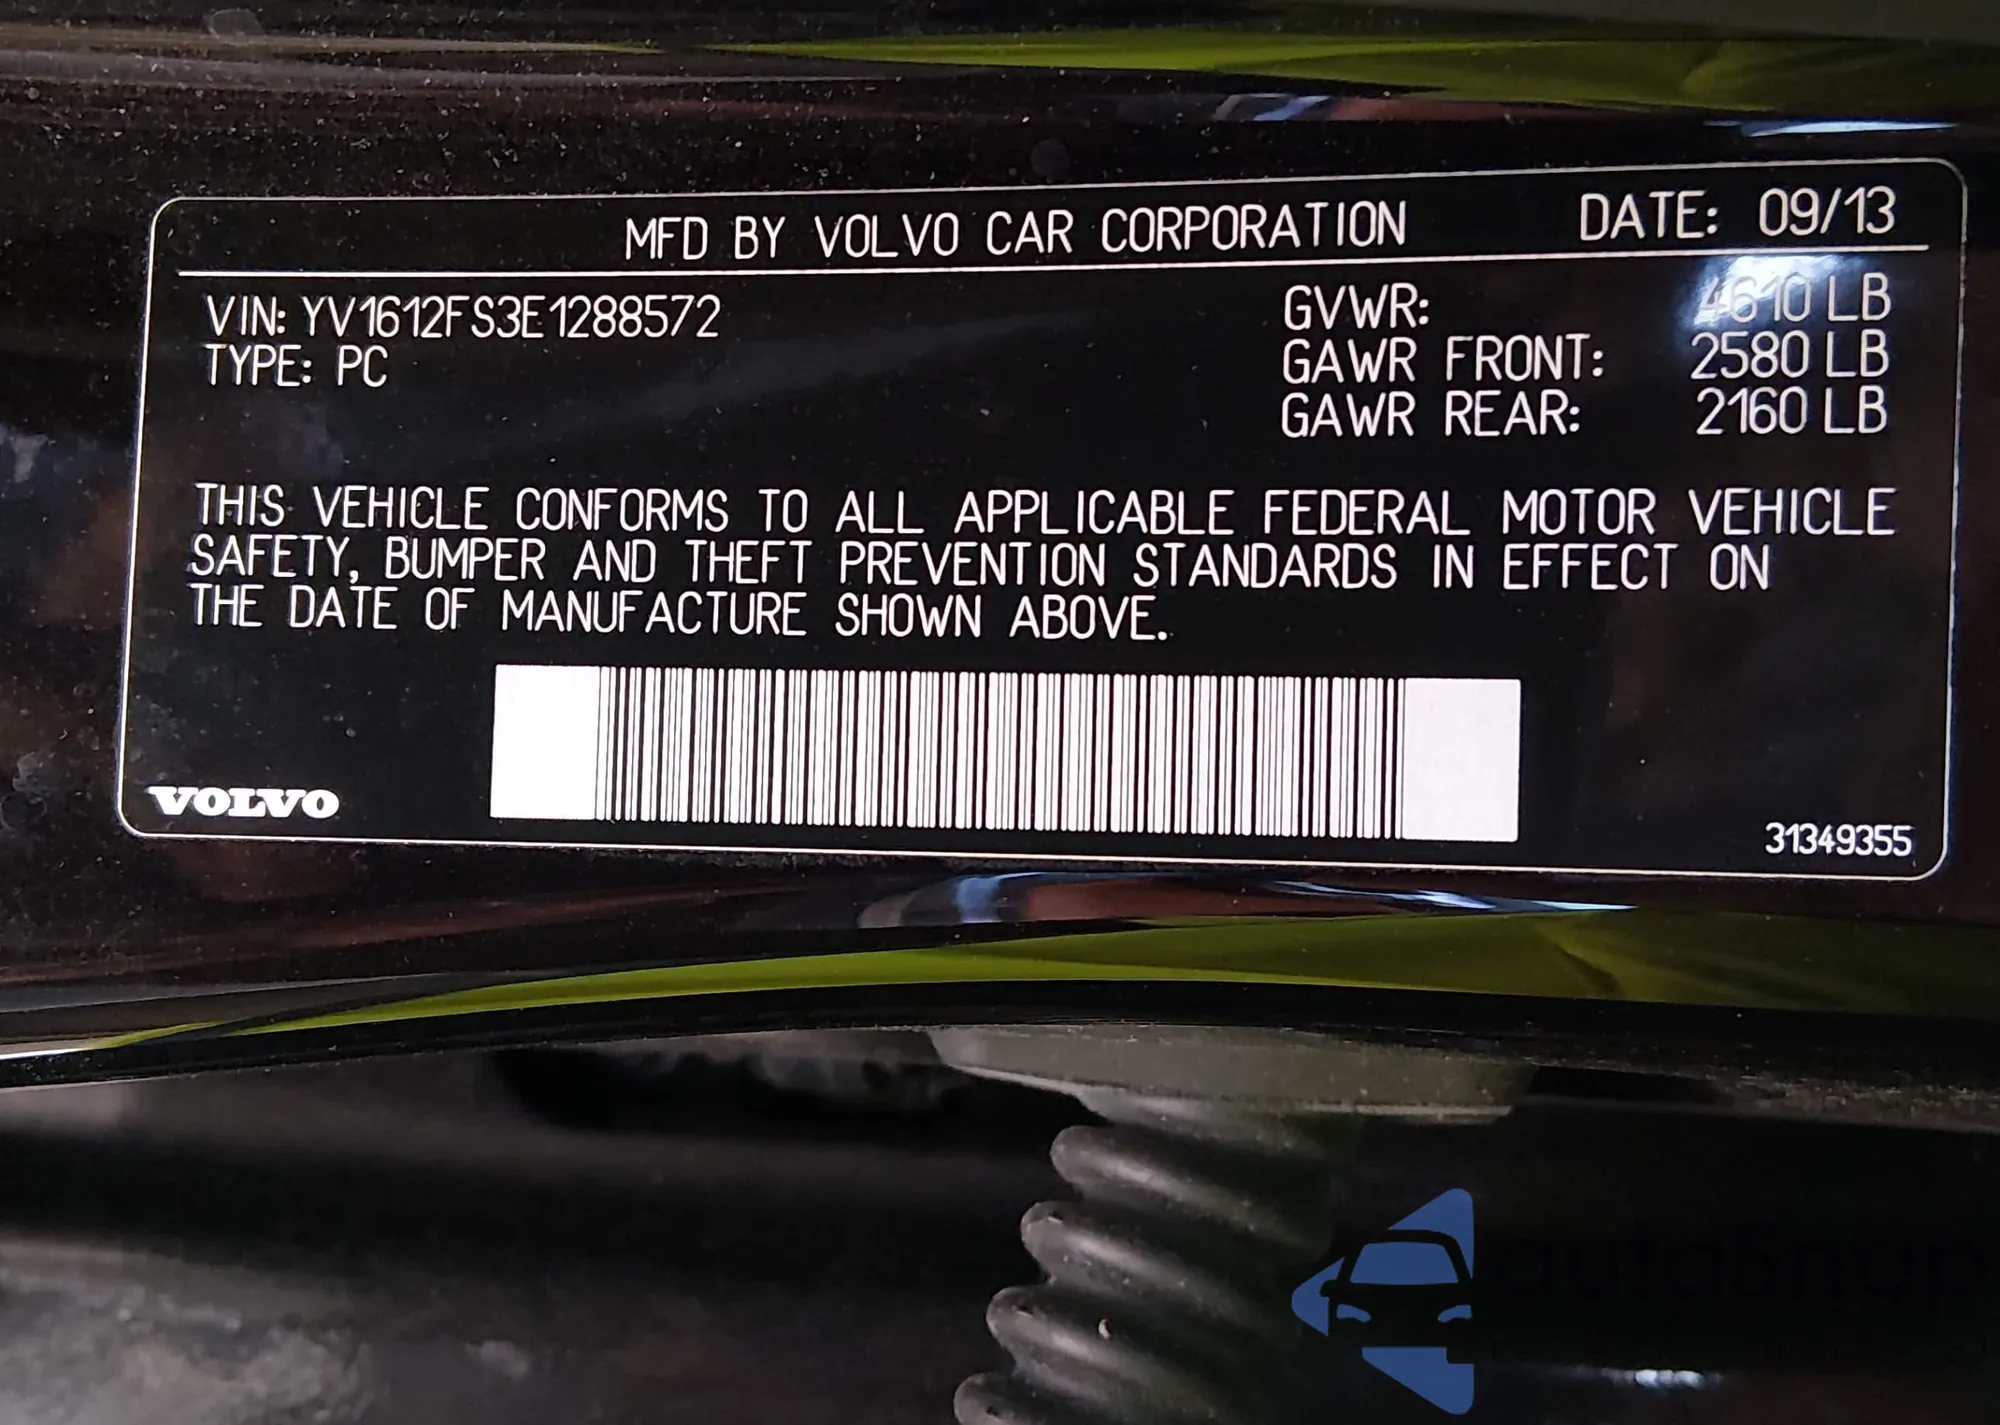 MFD BY VOLVO CAR CORPORATION DATE: 09/13
VIN: YV1612FS3E1288572 GVWR: 4610 LB
TYPE: PC GAWR FRONT: 2580 LB
GAWR REAR: 2160 LB
THIS VEHICLE CONFORMS TO ALL APPLICABLE FEDERAL MOTOR VEHICLE
SAFETY, BUMPER AND THEFT PREVENTION STANDARDS IN EFFECT ON
THE DATE OF MANUFACTURE SHOWN ABOVE.
VOLVO
31349355